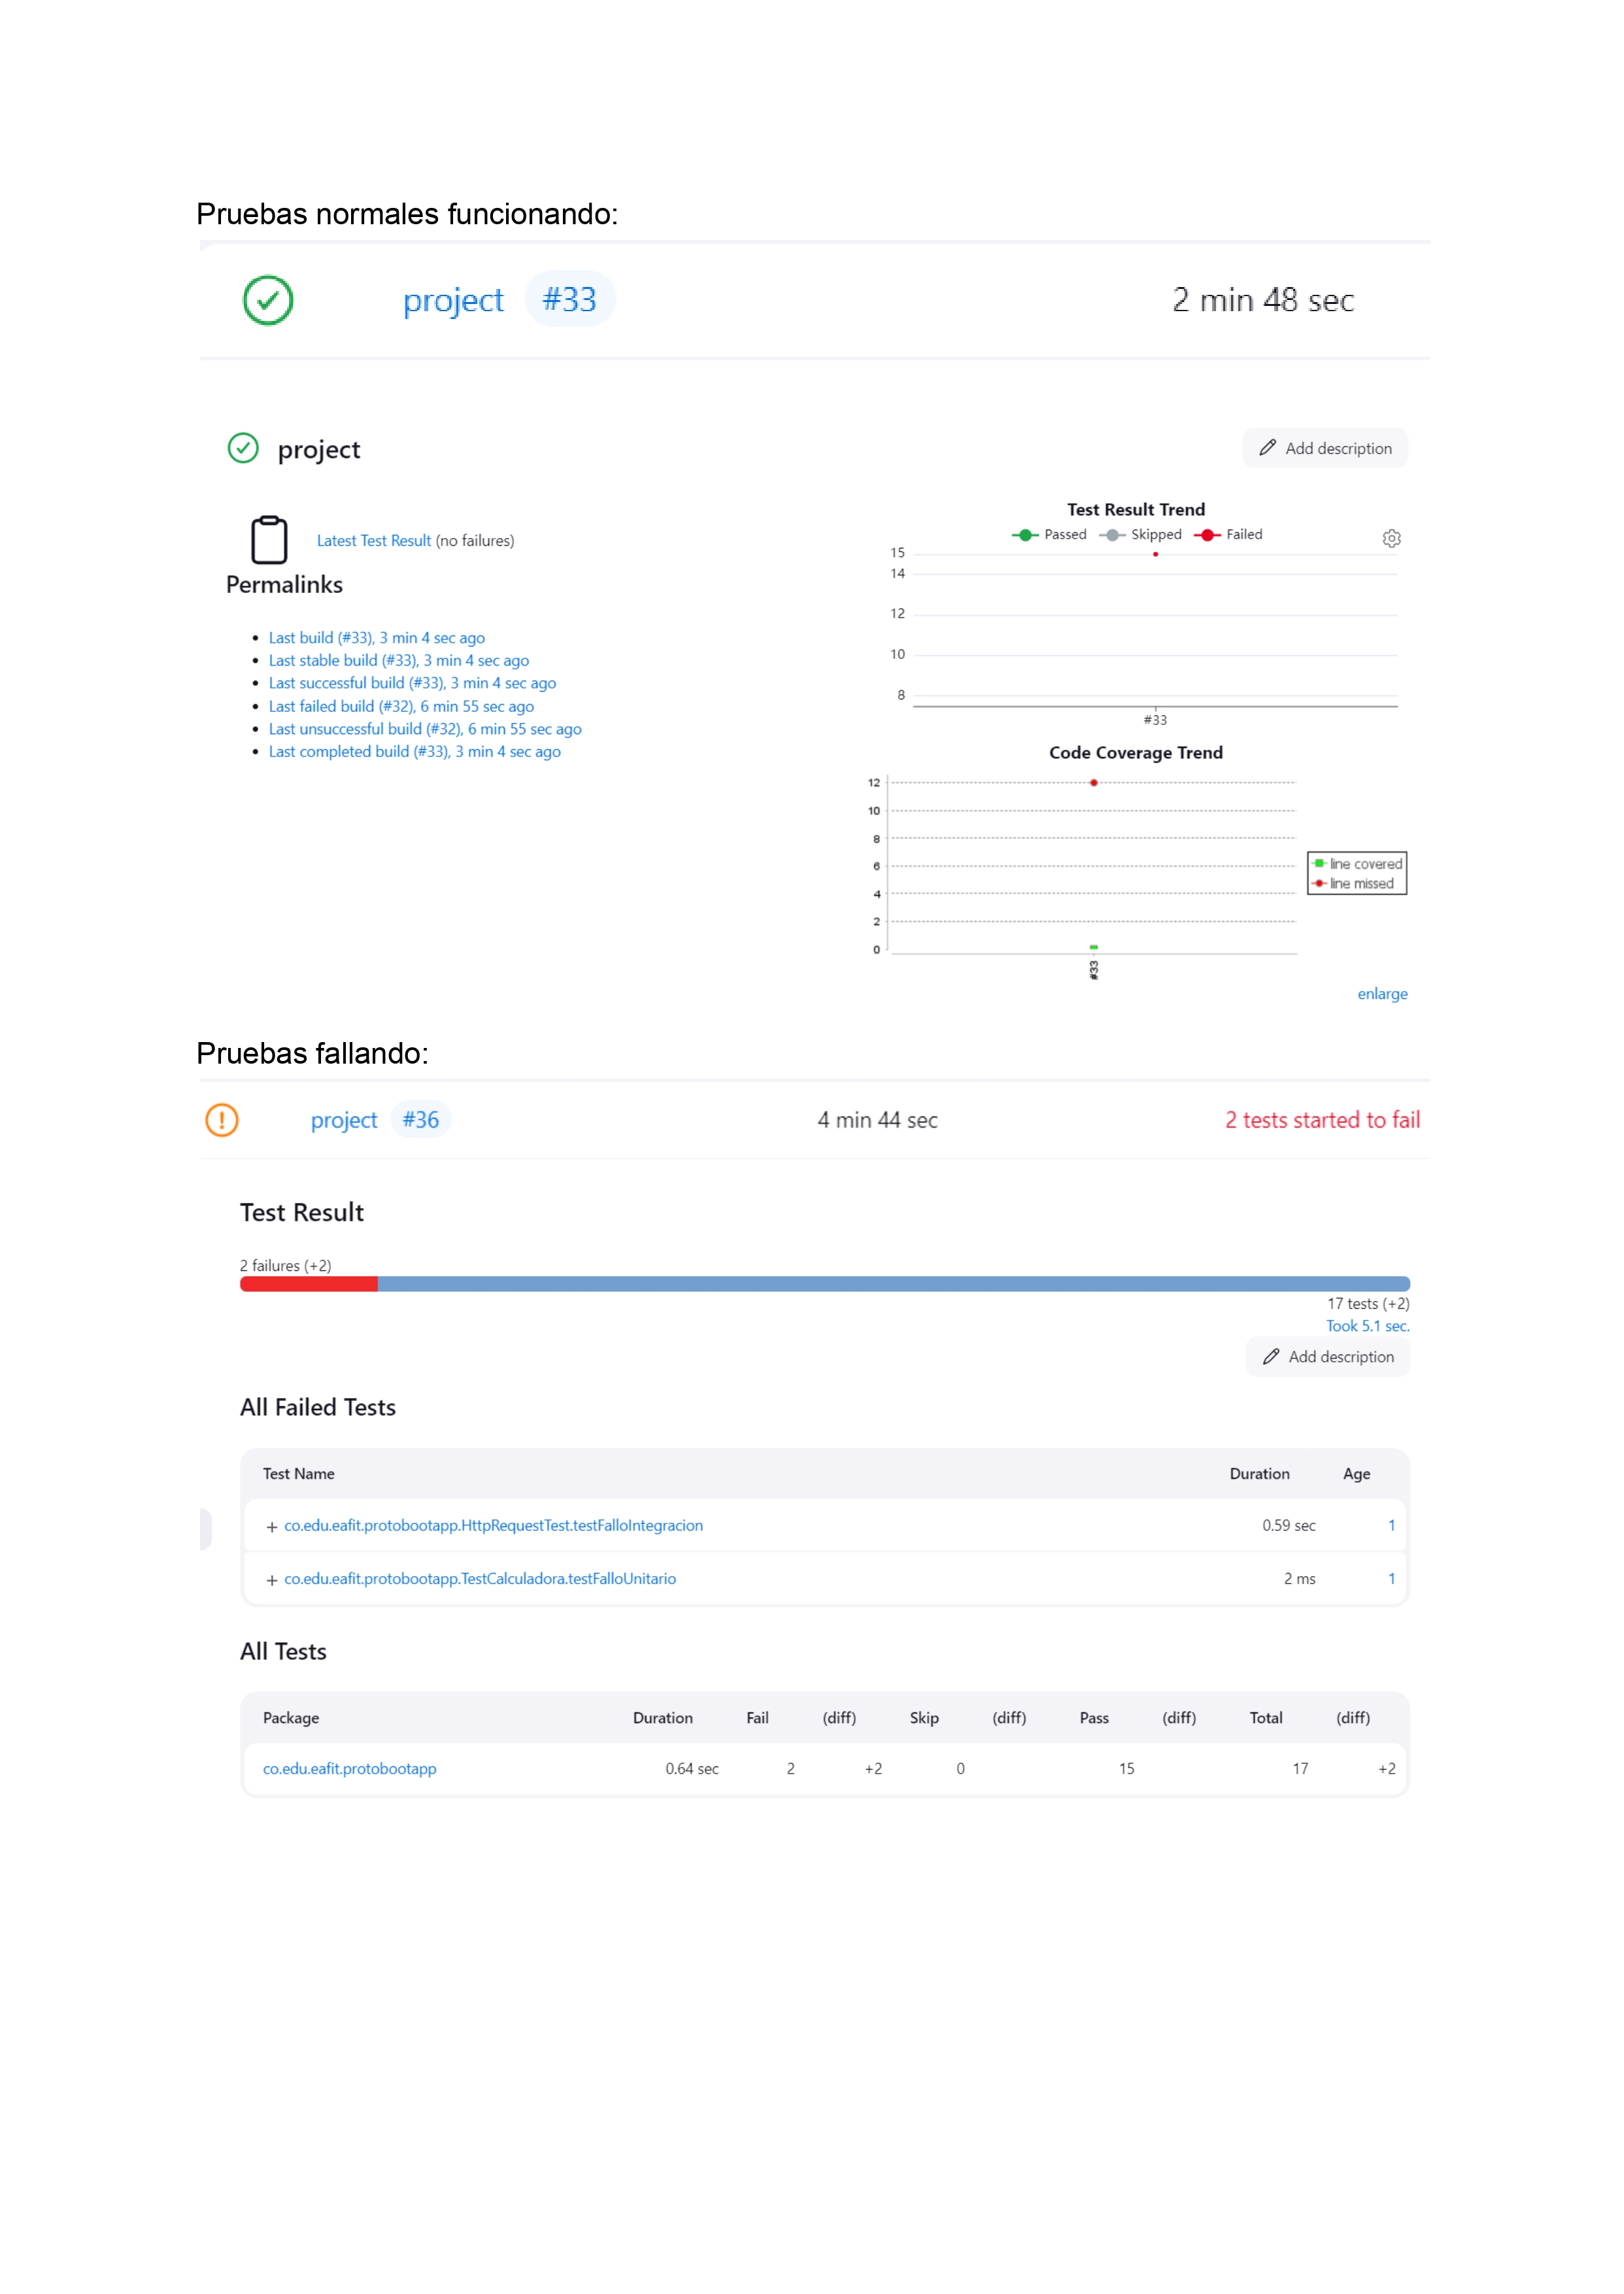 Pruebas normales funcionando:
project #33 2 min 48 sec
project
Add description
Latest Test Result (no failures)
Permalinks
Last build (#33), 3 min 4 sec ago
Last stable build (#33), 3 min 4 sec ago
Last successful build (#33), 3 min 4 sec ago
Last failed build (#32), 6 min 55 sec ago
Last unsuccessful build (#32), 6 min 55 sec ago
Last completed build (#33), 3 min 4 sec ago
Test Result Trend
Passed Skipped Failed
15
14
12
10
8
#33
Code Coverage Trend
12
10
8
6
4
2
0
#33
line covered
line missed
enlarge
Pruebas fallando:
project #36 4 min 44 sec 2 tests started to fail
Test Result
2 failures (+2)
17 tests (+2)
Took 5.1 sec.
Add description
All Failed Tests
Test Name Duration Age
+ co.edu.eafit.protobootapp.HttpRequestTest.testFalloIntegracion 0.59 sec 1
+ co.edu.eafit.protobootapp.TestCalculadora.testFalloUnitario 2 ms 1
All Tests
Package Duration Fail (diff) Skip (diff) Pass (diff) Total (diff)
co.edu.eafit.protobootapp 0.64 sec 2 +2 0 15 17 +2